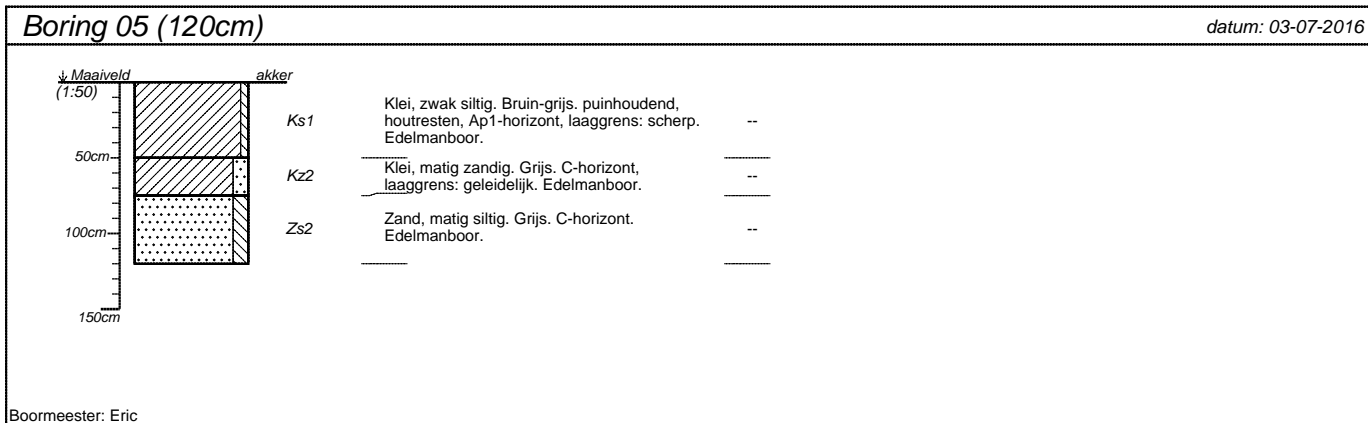 Boring 05 (120cm)
datum: 03-07-2016
Maaiveld
akker
(1:50)
Ks1
Klei, zwak siltig. Bruin-grijs. puinhoudend,
houtresten, Ap1-horizont, laaggrens: scherp.
Edelmanboor.
--
50cm
Kz2
Klei, matig zandig. Grijs. C-horizont,
laaggrens: geleidelijk. Edelmanboor.
--
100cm
Zs2
Zand, matig siltig. Grijs. C-horizont.
Edelmanboor.
--
150cm
Boormeester: Eric